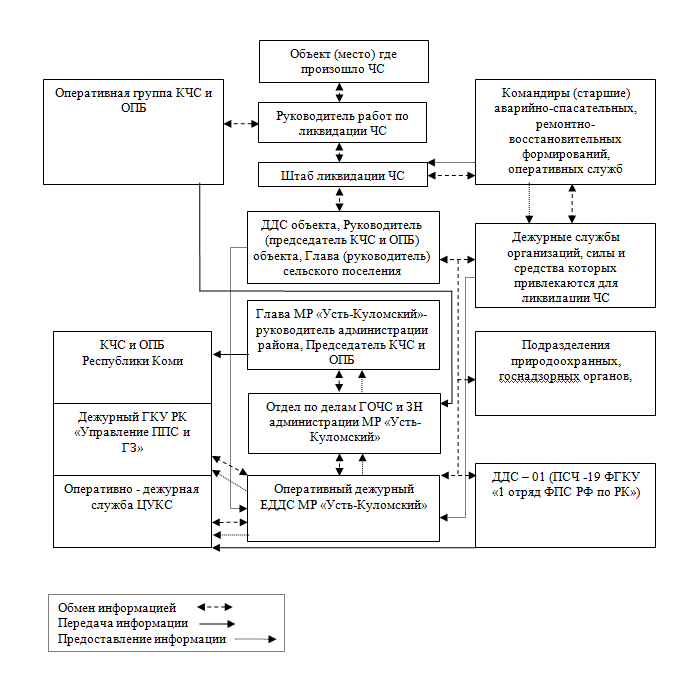 Объект (место) где
произошло ЧС
Оперативная группа КЧС и
ОПБ
Руководитель работ по
ликвидации ЧС
Командиры (старшие)
аварийно-спасательных,
ремонтно-
восстановительных
формирований,
оперативных служб
Штаб ликвидации ЧС
ДДС объекта, Руководитель
(председатель КЧС и ОПБ)
объекта, Глава (руководитель)
сельского поселения
Дежурные службы
организаций, силы и
средства которых
привлекаются для
ликвидации ЧС
Глава МР «Усть-Куломский»-
руководитель администрации
района, Председатель КЧС и
ОПБ
КЧС и ОПБ
Республики Коми
Подразделения
природоохранных,
госнадзорных органов,
Отдел по делам ГОЧС и ЗН
администрации МР «Усть-
Куломский»
Дежурный ГКУ РК
«Управление ППС и
ГЗ»
Оперативно - дежурная
служба ЦУКС
Оперативный дежурный
ЕДДС МР «Усть-Куломский»
ДДС – 01 (ПСЧ -19 ФГКУ
«1 отряд ФПС РФ по РК»)
Обмен информацией
Передача информации
Предоставление информации